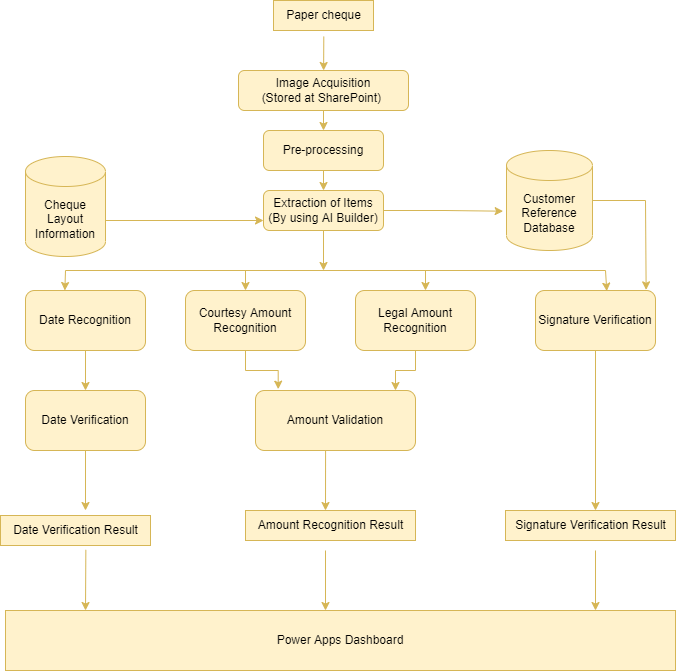 Paper cheque
Image Acquisition
(Stored at SharePoint)
Pre-processing
Cheque
Layout
Information
Extraction of Items
(By using AI Builder)
Customer
Reference
Database
Date Recognition
Courtesy Amount
Recognition
Legal Amount
Recognition
Signature Verification
Date Verification
Amount Validation
Date Verification Result
Amount Recognition Result
Signature Verification Result
Power Apps Dashboard